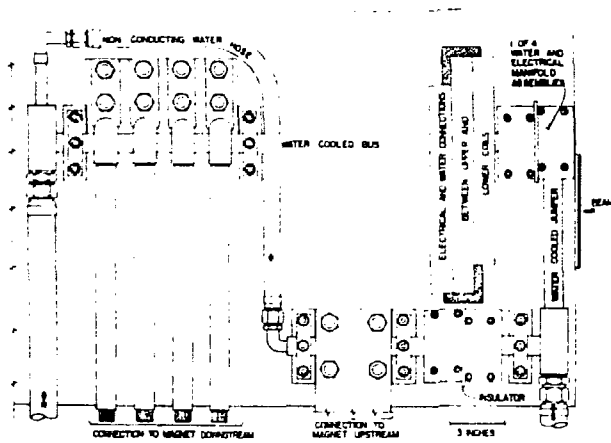 NON CONDUCTING WATER HOSE
1 OF 4
WATER AND
ELECTRICAL
MANIFOLD
ASSEMBLIES
WATER COOLED BUS
ELECTRICAL AND WATER CONNECTIONS
BETWEEN UPPER AND
LOWER COILS
WATER COOLED JUMPER
BEAM
INSULATOR
CONNECTION TO MAGNET DOWNSTREAM
CONNECTION TO
MAGNET UPSTREAM
3 INCHES